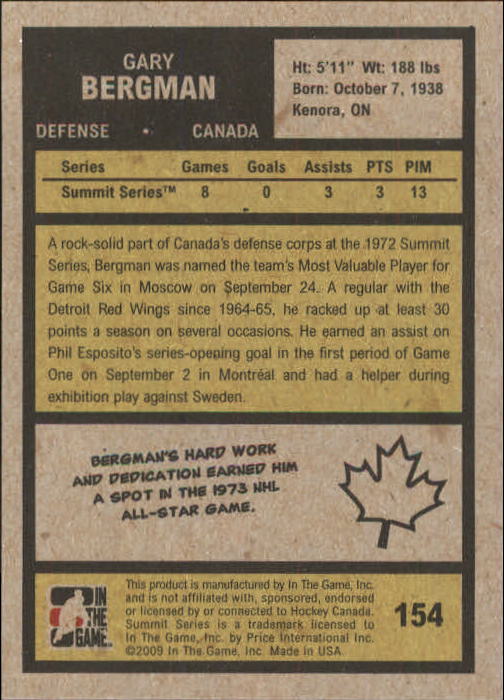 GARY
BERGMAN
DEFENSE • CANADA
Ht: 5'11" Wt: 188 lbs
Born: October 7, 1938
Kenora, ON
Series Games Goals Assists PTS PIM
Summit Series™ 8 0 3 3 13
A rock-solid part of Canada's defense corps at the 1972 Summit
Series, Bergman was named the team's Most Valuable Player for
Game Six in Moscow on September 24. A regular with the
Detroit Red Wings since 1964-65, he racked up at least 30
points a season on several occasions. He earned an assist on
Phil Esposito's series-opening goal in the first period of Game
One on September 2 in Montréal and had a helper during
exhibition play against Sweden.
BERGMAN'S HARD WORK
AND DEDICATION EARNED HIM
A SPOT IN THE 1973 NHL
ALL-STAR GAME.
IN
THE
GAME
This product is manufactured by In The Game, Inc.
and is not affiliated with, sponsored, endorsed
or licensed by or connected to Hockey Canada.
Summit Series is a trademark licensed to
In The Game, Inc. by Price International Inc.
©2009 In The Game, Inc. Made in USA
154